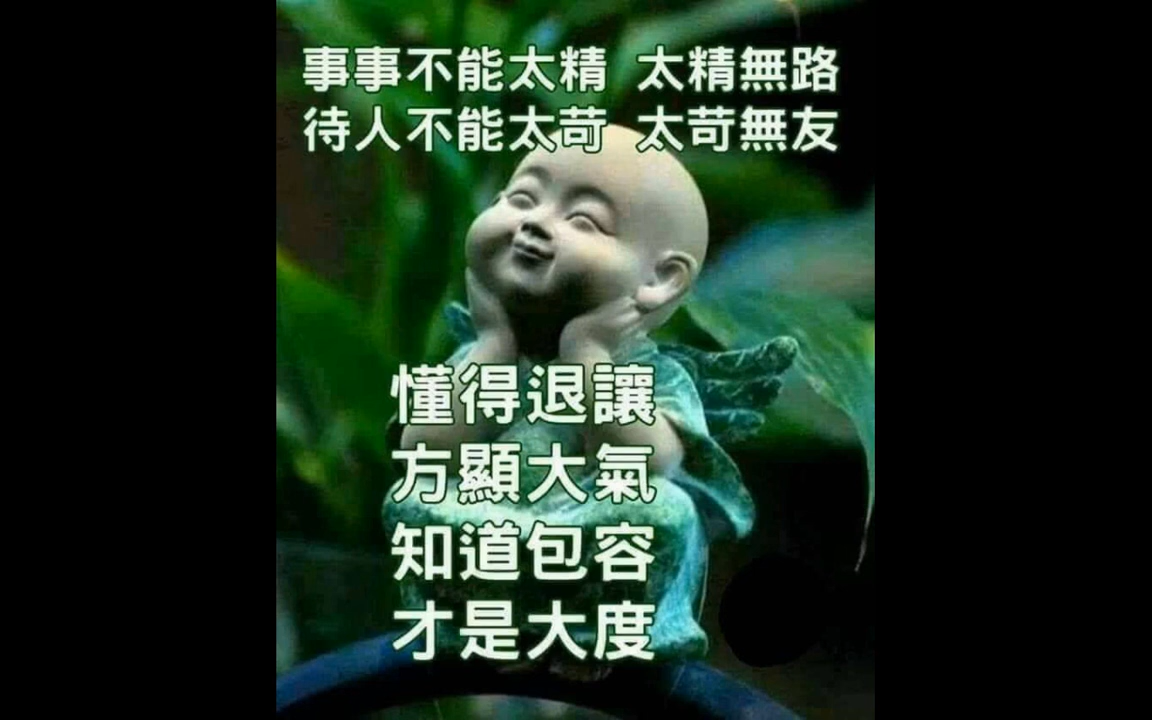 事事不能太精 太精無路
待人不能太苛 太苛無友
懂得退讓
方顯大氣
知道包容
才是大度